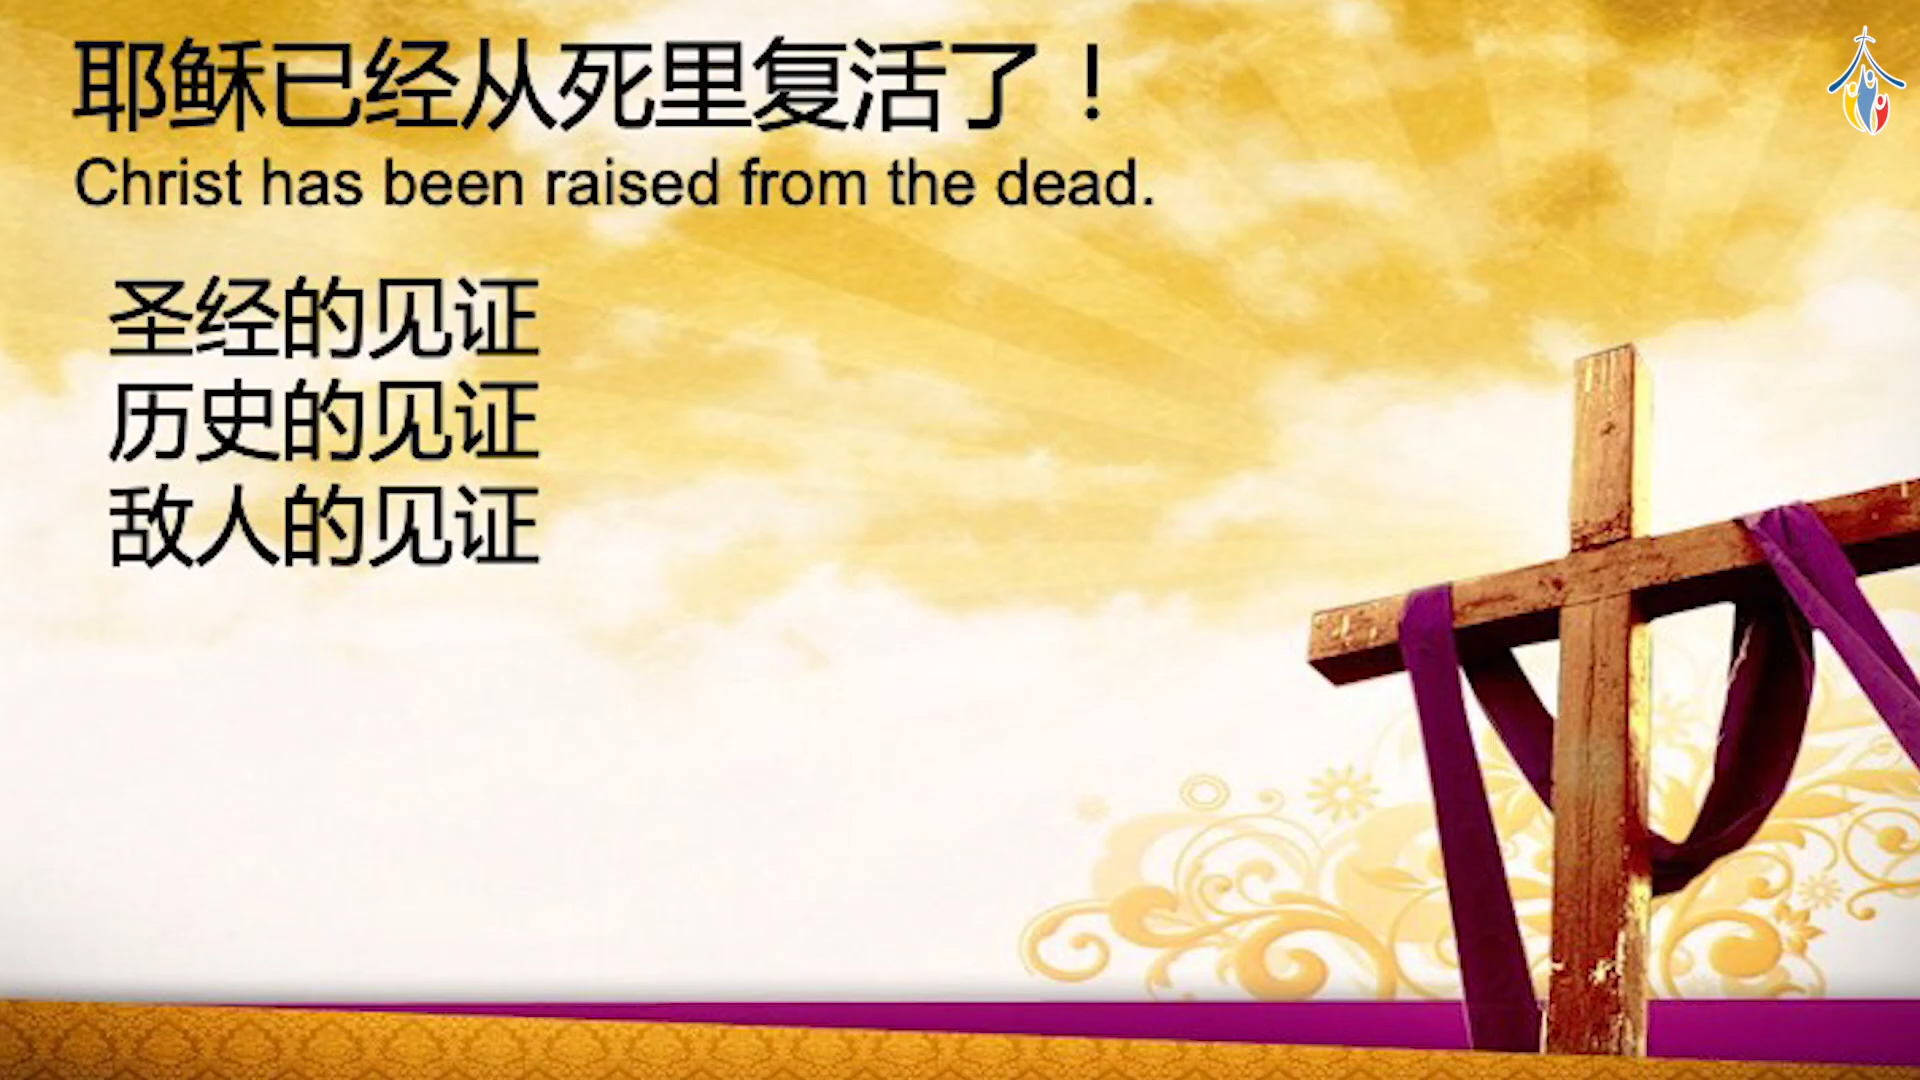 耶稣已经从死里复活了！
Christ has been raised from the dead.
圣经的见证
历史的见证
敌人的见证